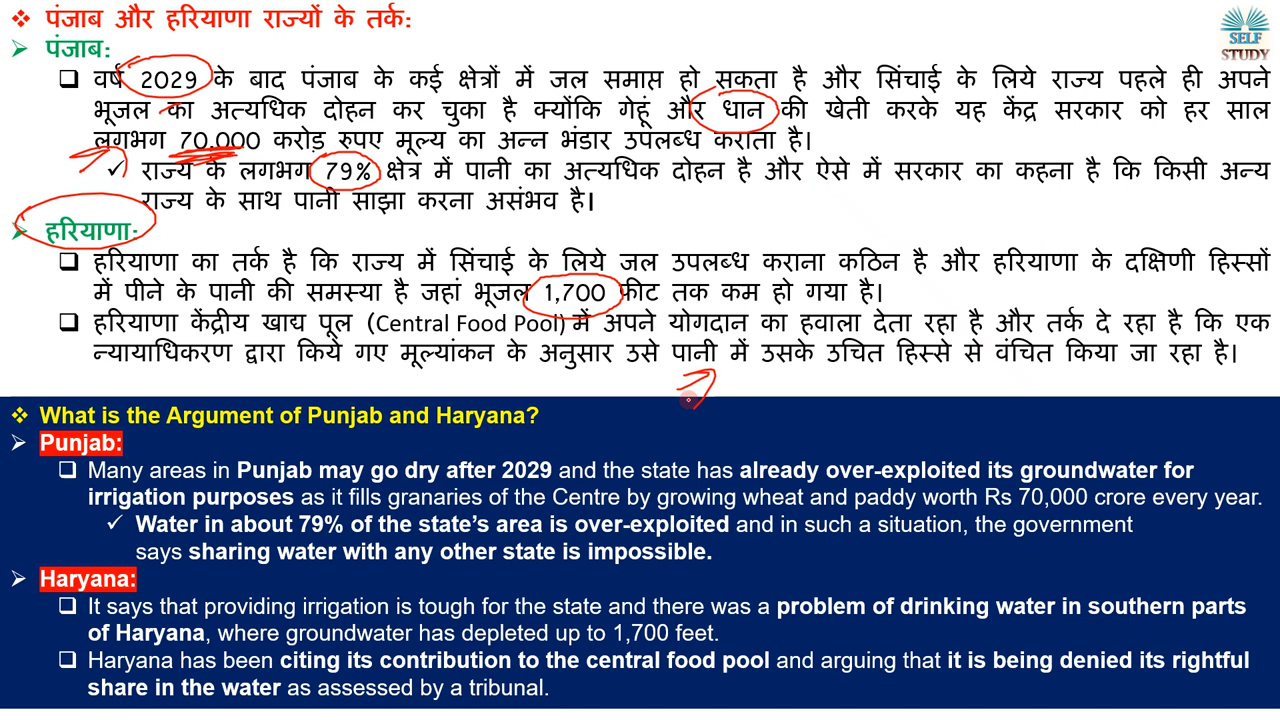 ❖ पंजाब और हरियाणा राज्यों के तर्क:
SELF
STUDY
➢ पंजाब:
❑ वर्ष 2029 के बाद पंजाब के कई क्षेत्रों में जल समाप्त हो सकता है और सिंचाई के लिये राज्य पहले ही अपने
भूजल का अत्यधिक दोहन कर चुका है क्योंकि गेहूं और धान की खेती करके यह केंद्र सरकार को हर साल
लगभग 70,000 करोड़ रुपए मूल्य का अन्न भंडार उपलब्ध कराता है।
✓ राज्य के लगभग 79% क्षेत्र में पानी का अत्यधिक दोहन है और ऐसे में सरकार का कहना है कि किसी अन्य
राज्य के साथ पानी साझा करना असंभव है।
➢ हरियाणा:
❑ हरियाणा का तर्क है कि राज्य में सिंचाई के लिये जल उपलब्ध कराना कठिन है और हरियाणा के दक्षिणी हिस्सों
में पीने के पानी की समस्या है जहां भूजल 1,700 फीट तक कम हो गया है।
❑ हरियाणा केंद्रीय खाद्य पूल (Central Food Pool) में अपने योगदान का हवाला देता रहा है और तर्क दे रहा है कि एक
न्यायाधिकरण द्वारा किये गए मूल्यांकन के अनुसार उसे पानी में उसके उचित हिस्से से वंचित किया जा रहा है।
❖ What is the Argument of Punjab and Haryana?
➢ Punjab:
❑ Many areas in Punjab may go dry after 2029 and the state has already over-exploited its groundwater for
irrigation purposes as it fills granaries of the Centre by growing wheat and paddy worth Rs 70,000 crore every year.
✓ Water in about 79% of the state's area is over-exploited and in such a situation, the government
says sharing water with any other state is impossible.
➢ Haryana:
❑ It says that providing irrigation is tough for the state and there was a problem of drinking water in southern parts
of Haryana, where groundwater has depleted up to 1,700 feet.
❑ Haryana has been citing its contribution to the central food pool and arguing that it is being denied its rightful
share in the water as assessed by a tribunal.